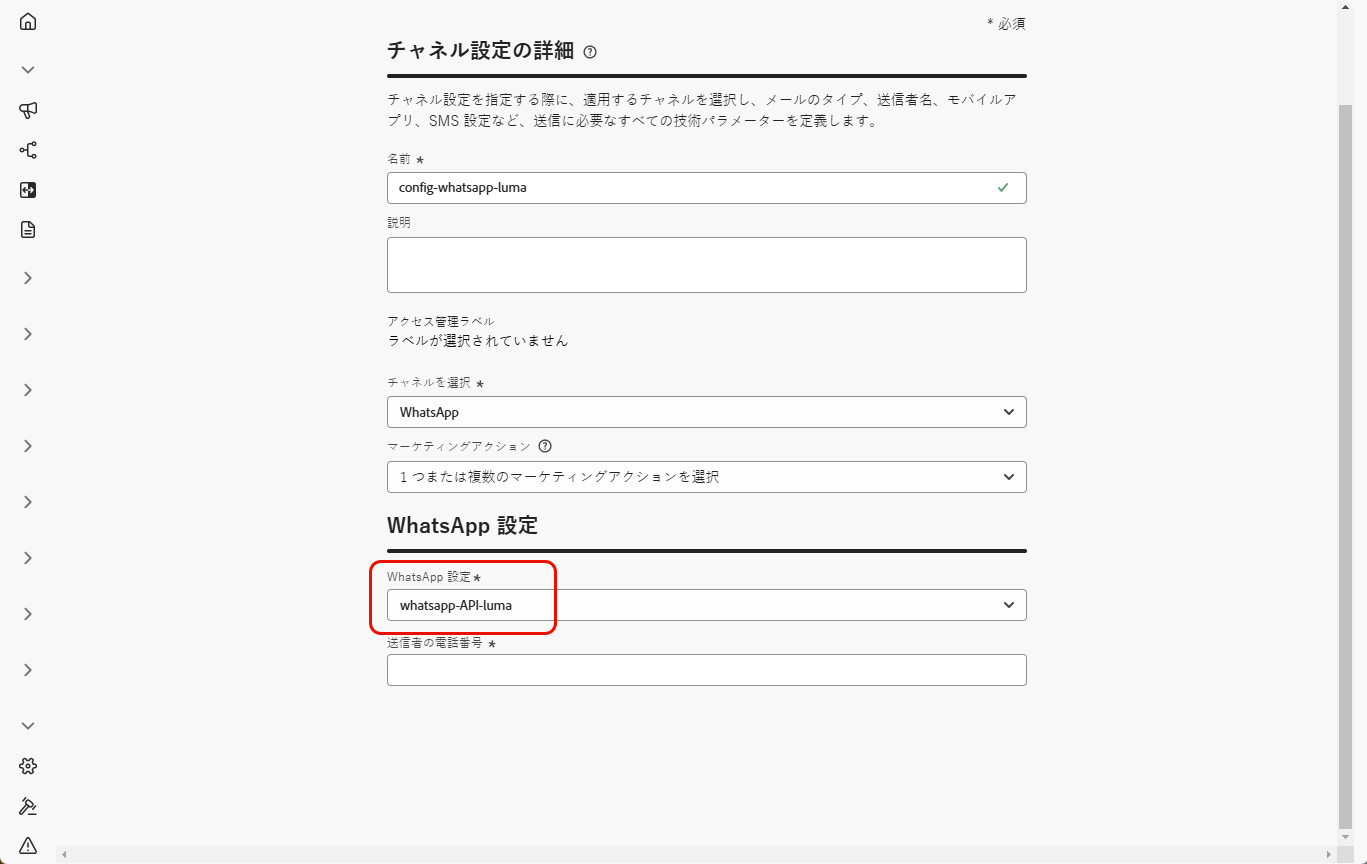 * 必須
チャネル設定の詳細
チャネル設定を指定する際に、適用するチャネルを選択し、メールのタイプ、送信者名、モバイルア
プリ、SMS 設定など、送信に必要なすべての技術パラメーターを定義します。
名前 *
config-whatsapp-luma
説明
アクセス管理ラベル
ラベルが選択されていません
チャネルを選択 *
WhatsApp
マーケティングアクション
1 つまたは複数のマーケティングアクションを選択
WhatsApp 設定
WhatsApp 設定*
whatsapp-API-luma
送信者の電話番号 *